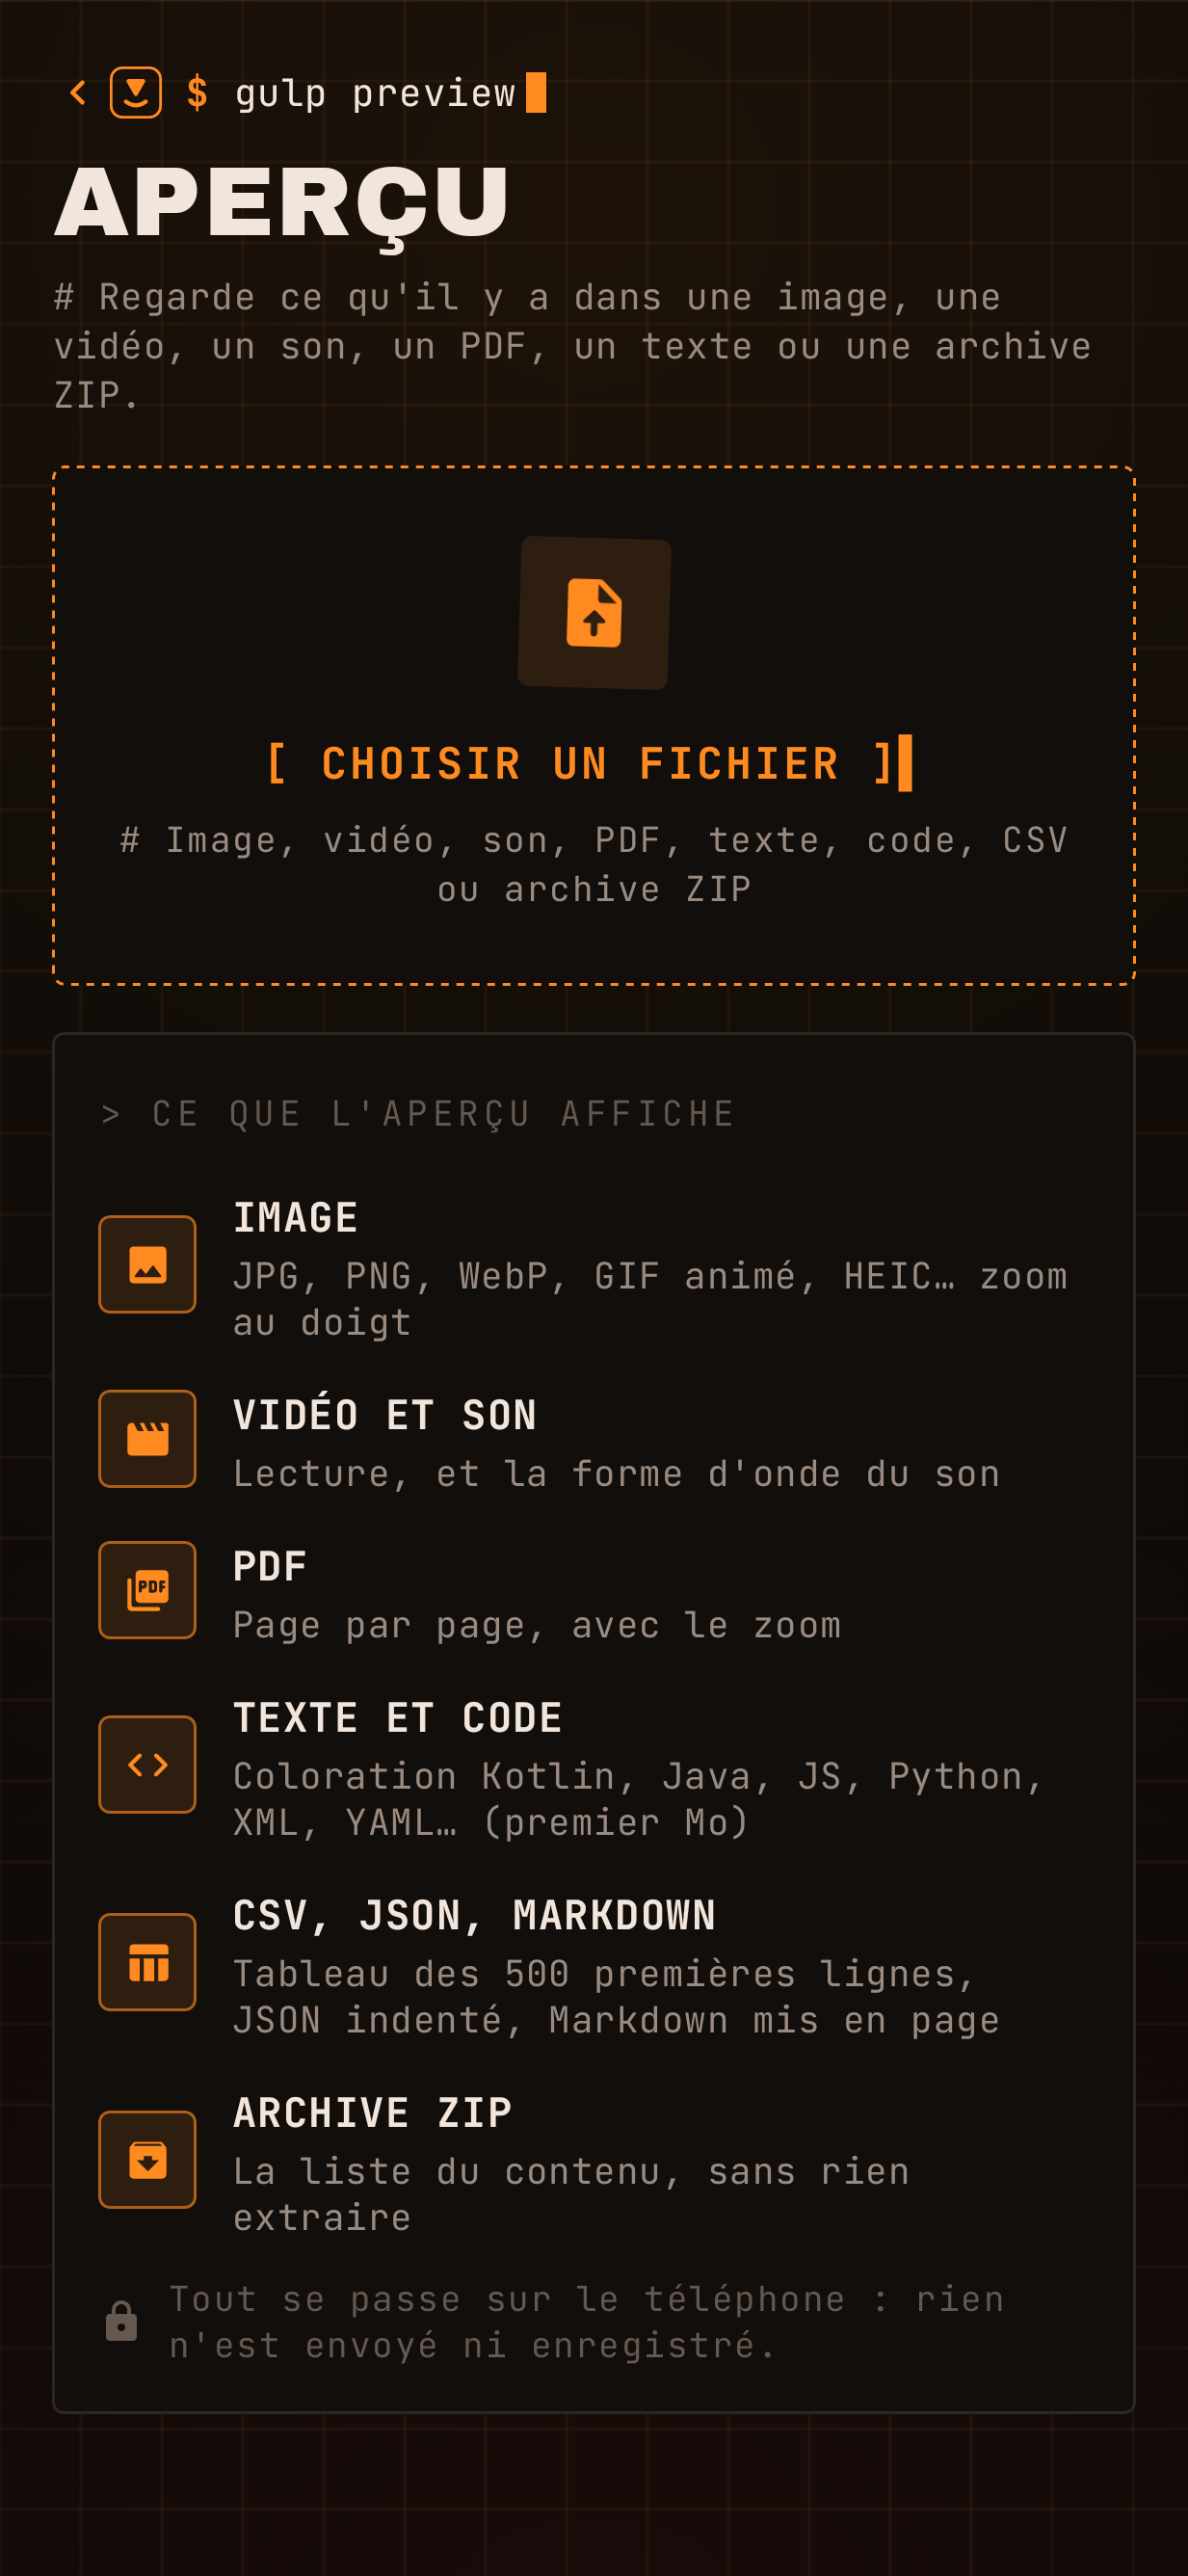 $ gulp preview
APERÇU
# Regarde ce qu'il y a dans une image, une
vidéo, un son, un PDF, un texte ou une archive
ZIP.
[ CHOISIR UN FICHIER ]
# Image, vidéo, son, PDF, texte, code, CSV
ou archive ZIP
> CE QUE L'APERÇU AFFICHE
IMAGE
JPG, PNG, WebP, GIF animé, HEIC… zoom
au doigt
VIDÉO ET SON
Lecture, et la forme d'onde du son
PDF
PDF
Page par page, avec le zoom
TEXTE ET CODE
Coloration Kotlin, Java, JS, Python,
XML, YAML… (premier Mo)
CSV, JSON, MARKDOWN
Tableau des 500 premières lignes,
JSON indenté, Markdown mis en page
ARCHIVE ZIP
La liste du contenu, sans rien
extraire
Tout se passe sur le téléphone : rien
n'est envoyé ni enregistré.